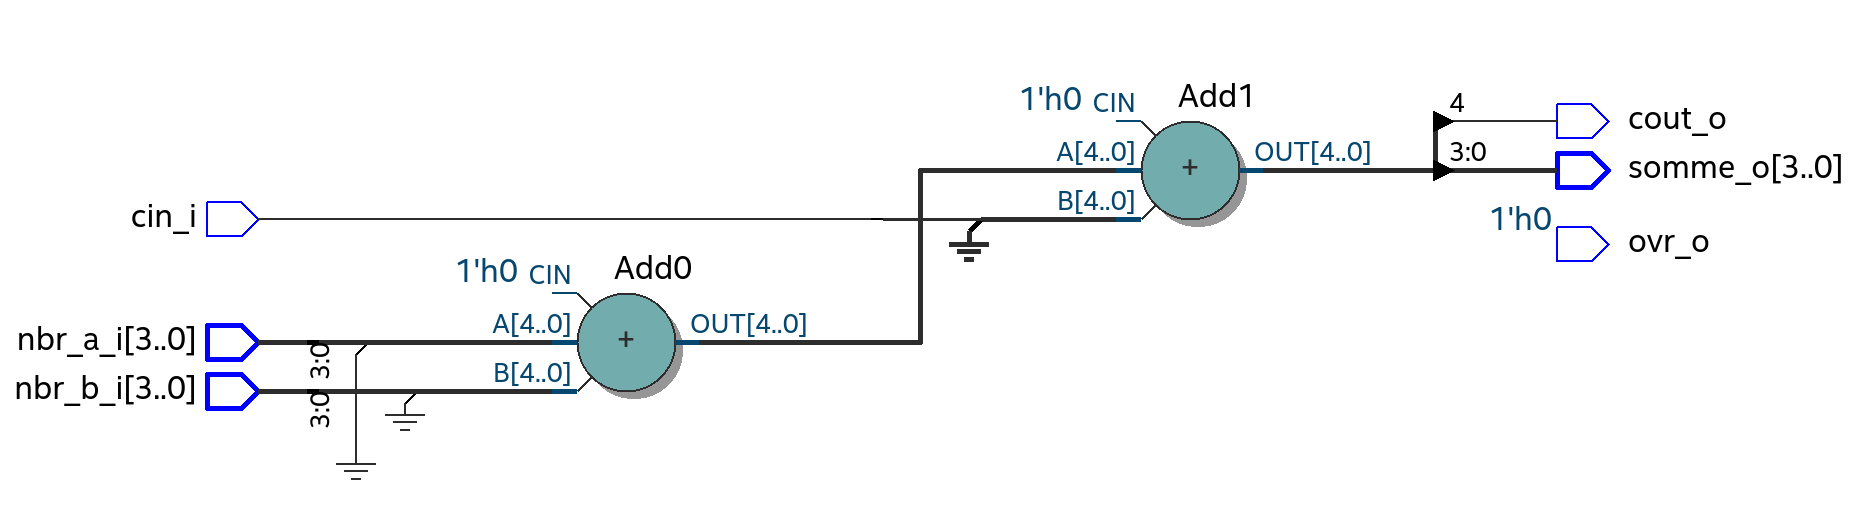 Add1
1'h0 CIN
4
cout_o
A[4..0]
OUT[4..0]
3:0
somme_o[3..0]
B[4..0]
cin_i
1'h0
ovr_o
Add0
1'h0 CIN
nbr_a_i[3..0]
3:0
A[4..0]
OUT[4..0]
nbr_b_i[3..0]
3:0
B[4..0]
+
+